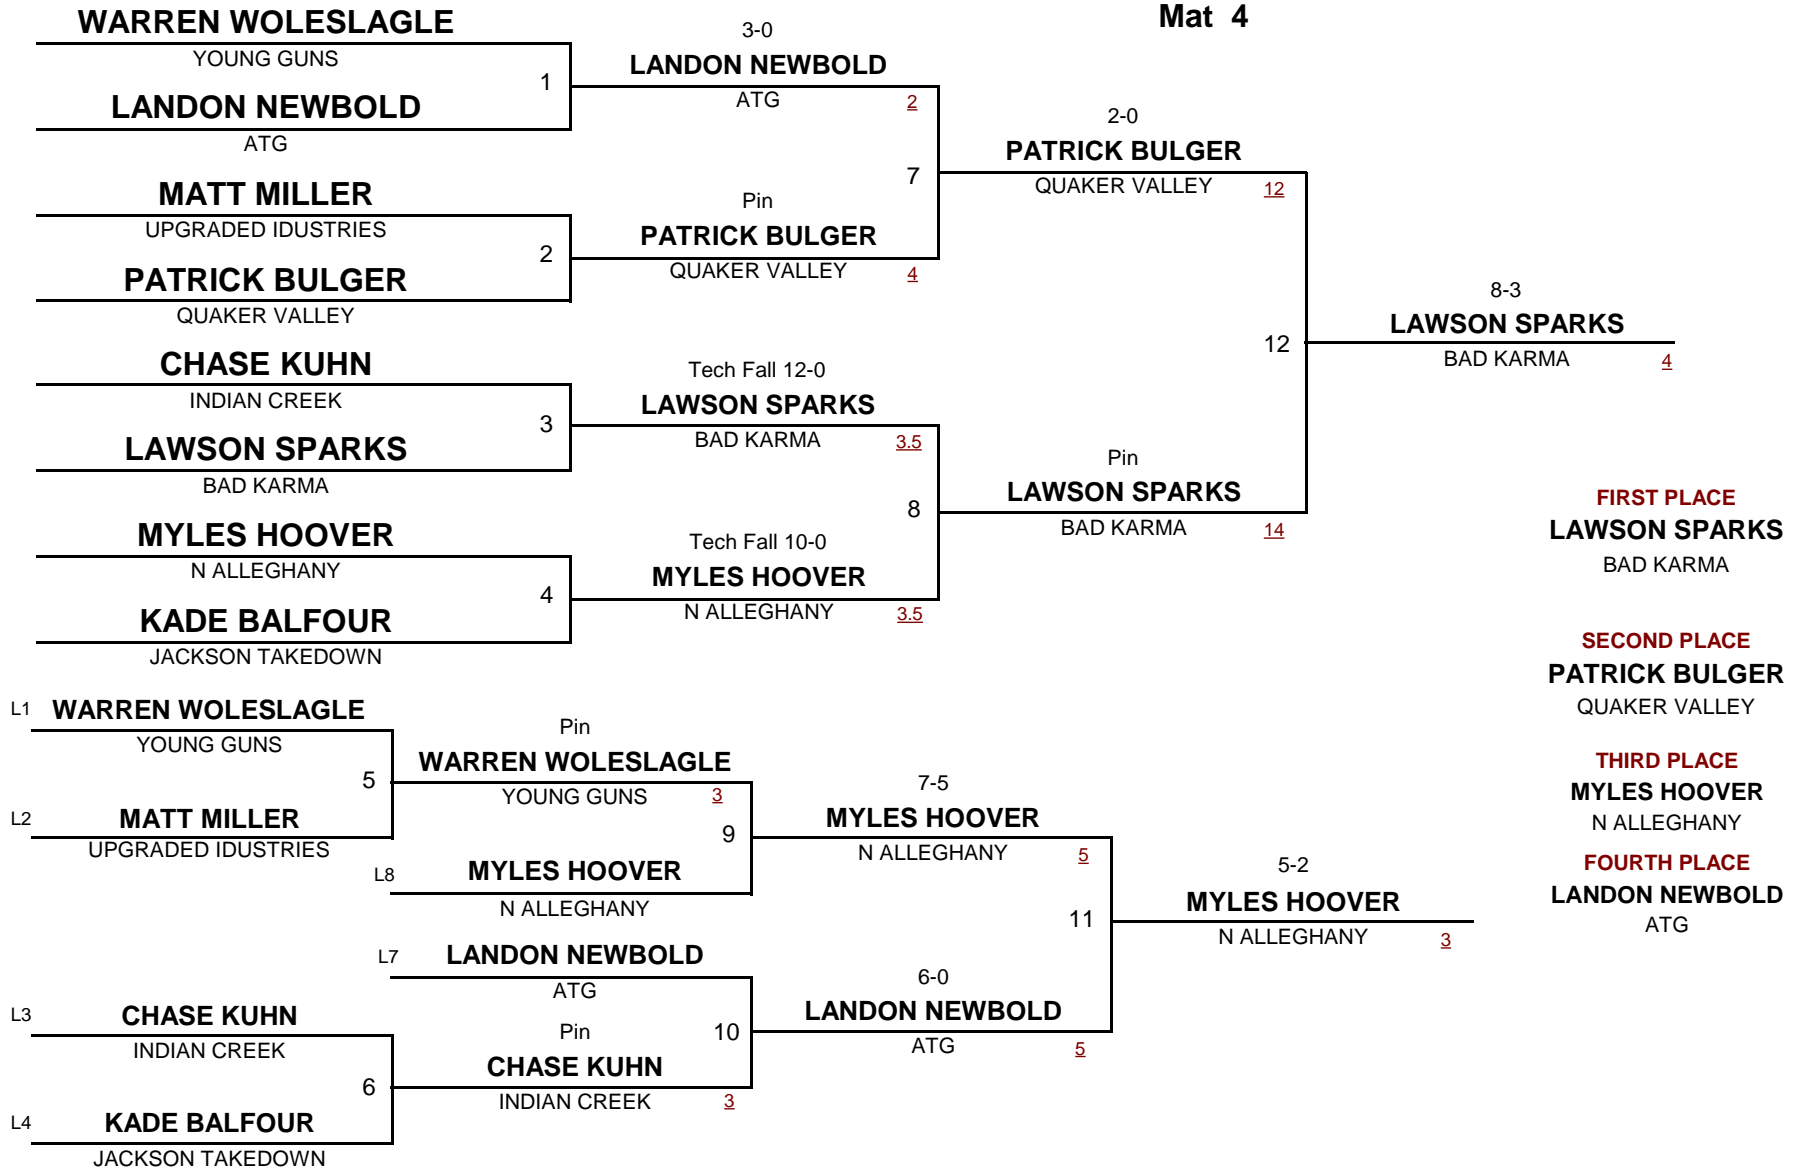 Mat 4
WARREN WOLESLAGLE
YOUNG GUNS
1
LANDON NEWBOLD
ATG
MATT MILLER
UPGRADED IDUSTRIES
2
PATRICK BULGER
QUAKER VALLEY
CHASE KUHN
INDIAN CREEK
3
LAWSON SPARKS
BAD KARMA
MYLES HOOVER
N ALLEGHANY
4
KADE BALFOUR
JACKSON TAKEDOWN
3-0
LANDON NEWBOLD
ATG 2
7
Pin
PATRICK BULGER
QUAKER VALLEY 4
Tech Fall 12-0
LAWSON SPARKS
BAD KARMA 3.5
8
Tech Fall 10-0
MYLES HOOVER
N ALLEGHANY 3.5
2-0
PATRICK BULGER
QUAKER VALLEY 12
12
Pin
LAWSON SPARKS
BAD KARMA 14
8-3
LAWSON SPARKS
BAD KARMA 4
FIRST PLACE
LAWSON SPARKS
BAD KARMA
SECOND PLACE
PATRICK BULGER
QUAKER VALLEY
THIRD PLACE
MYLES HOOVER
N ALLEGHANY
FOURTH PLACE
LANDON NEWBOLD
ATG
L1 WARREN WOLESLAGLE
YOUNG GUNS
5
L2 MATT MILLER
UPGRADED IDUSTRIES
Pin
WARREN WOLESLAGLE
YOUNG GUNS 3
9
L8 MYLES HOOVER
N ALLEGHANY
L7 LANDON NEWBOLD
ATG
10
L3 CHASE KUHN
INDIAN CREEK
6
L4 KADE BALFOUR
JACKSON TAKEDOWN
Pin
CHASE KUHN
INDIAN CREEK 3
7-5
MYLES HOOVER
N ALLEGHANY 5
11
6-0
LANDON NEWBOLD
ATG 5
5-2
MYLES HOOVER
N ALLEGHANY 3